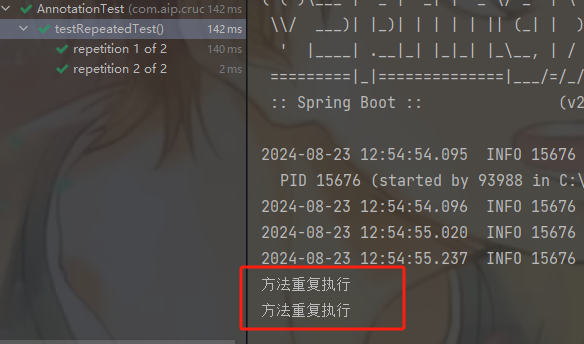 AnnotationTest (com.aip.cruc 142 ms
testRepeatedTest() 142 ms
repetition 1 of 2 140 ms
repetition 2 of 2 2 ms
\\/  ___)| |_)| | | | | || (_| |  )
'  |____| .__|_| |_|_| |_\__, | /
=========|_|==============|___/=/_/
:: Spring Boot :: (v2
2024-08-23 12:54:54.095 INFO 15676
PID 15676 (started by 93988 in C:\
2024-08-23 12:54:54.096 INFO 15676
2024-08-23 12:54:55.020 INFO 15676
2024-08-23 12:54:55.237 INFO 15676
方法重复执行
方法重复执行